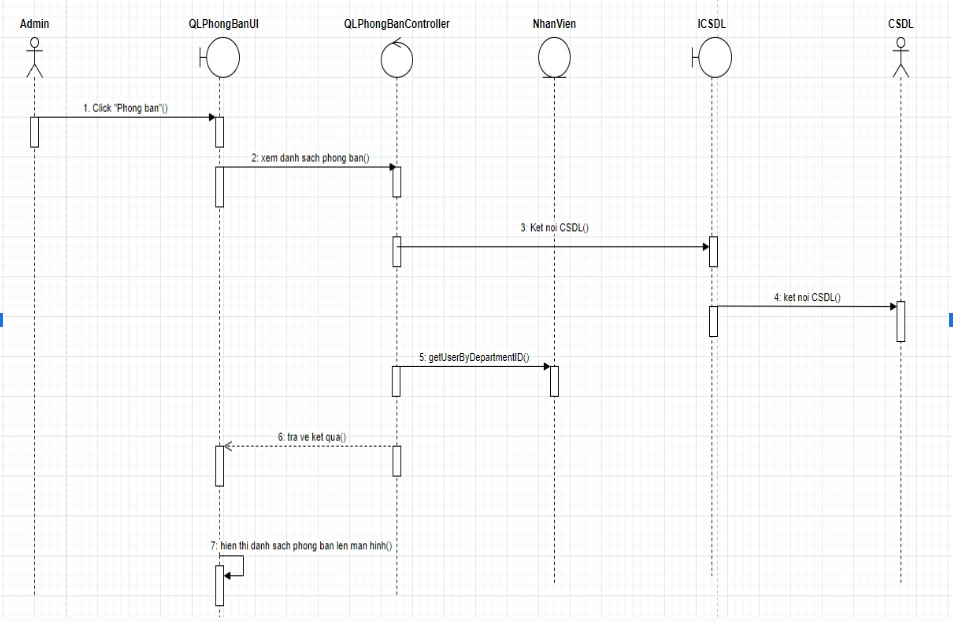 Admin
QLPhongBanUI
QLPhongBanController
NhanVien
ICSDL
CSDL
1. Click "Phong ban"()
2: xem danh sach phong ban()
3: Ket noi CSDL()
4: ket noi CSDL()
5: getUserByDepartmentID()
6: tra ve ket qua()
7: hien thi danh sach phong ban len man hinh()